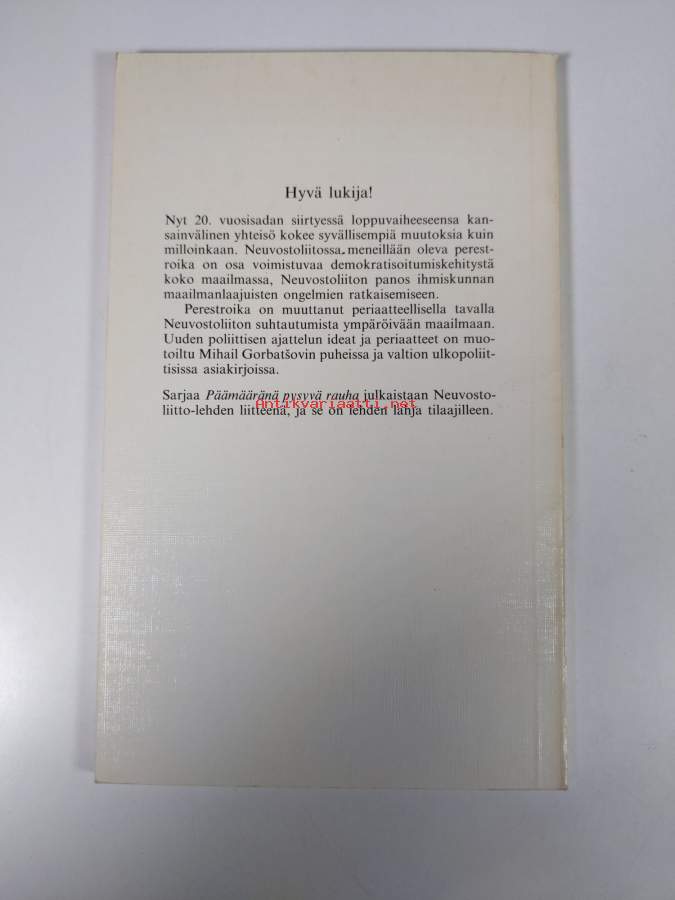 Hyvä lukija!
Nyt 20. vuosisadan siirtyessä loppuvaiheeseensa kan-
sainvälinen yhteisö kokee syvällisempiä muutoksia kuin
milloinkaan. Neuvostoliitossa meneillään oleva perest-
roika on osa voimistuvaa demokratisoitumiskehitystä
koko maailmassa, Neuvostoliiton panos ihmiskunnan
maailmanlaajuisten ongelmien ratkaisemiseen.
Perestroika on muuttanut periaatteellisella tavalla
Neuvostoliiton suhtautumista ympäröivään maailmaan.
Uuden poliittisen ajattelun ideat ja periaatteet on muo-
toiltu Mihail Gorbatšovin puheissa ja valtion ulkopoliit-
tisissa asiakirjoissa.
Sarjaa Päämääränä pysyvä rauha julkaistaan Neuvosto-
Antikvariaatti.net
liitto-lehden liitteenä, ja se on lehden lahja tilaajilleen.